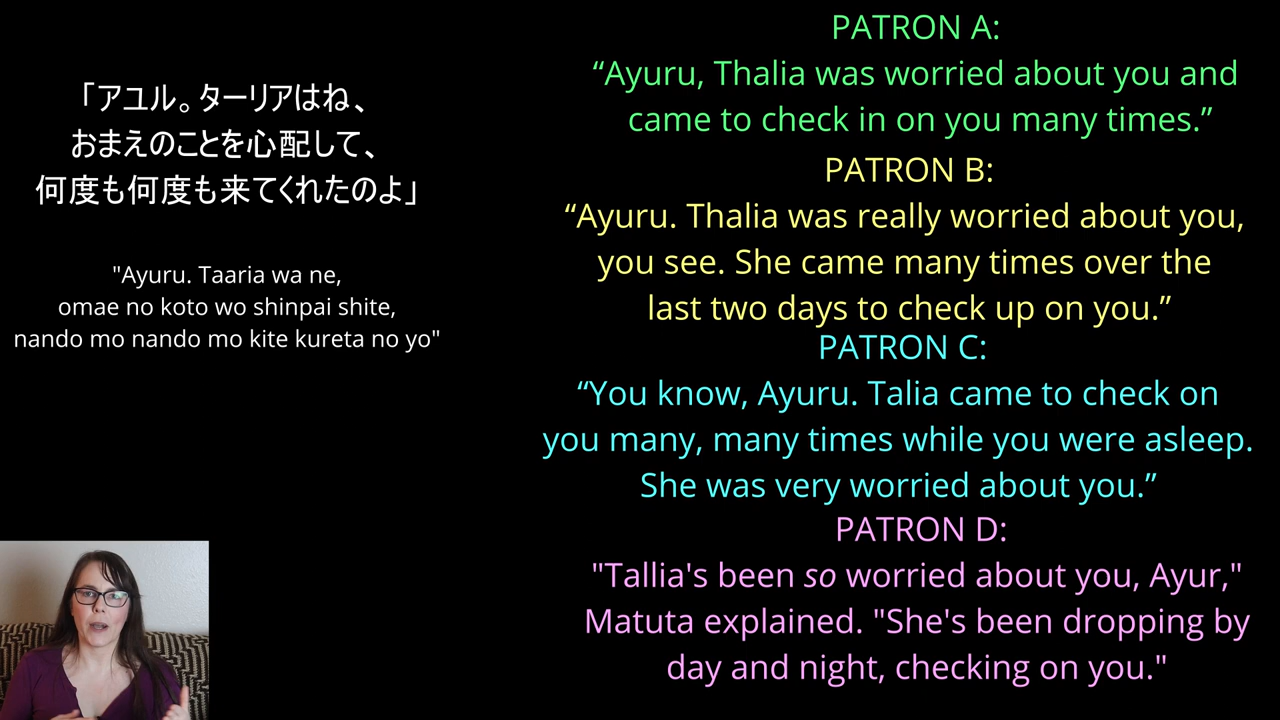 「アユル。ターリアはね、
おまえのことを心配して、
何度も何度も来てくれたのよ」
"Ayuru. Taaria wa ne,
omae no koto wo shinpai shite,
nando mo nando mo kite kureta no yo"
PATRON A:
“Ayuru, Thalia was worried about you and
came to check in on you many times.”
PATRON B:
“Ayuru. Thalia was really worried about you,
you see. She came many times over the
last two days to check up on you.”
PATRON C:
“You know, Ayuru. Talia came to check on
you many, many times while you were asleep.
She was very worried about you.”
PATRON D:
"Tallia's been so worried about you, Ayur,"
Matuta explained. "She's been dropping by
day and night, checking on you."